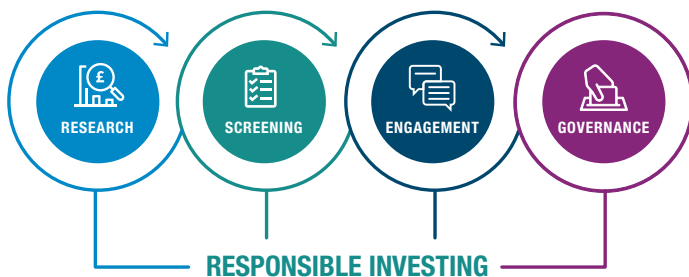 £
RESEARCH
SCREENING
ENGAGEMENT
GOVERNANCE
RESPONSIBLE INVESTING